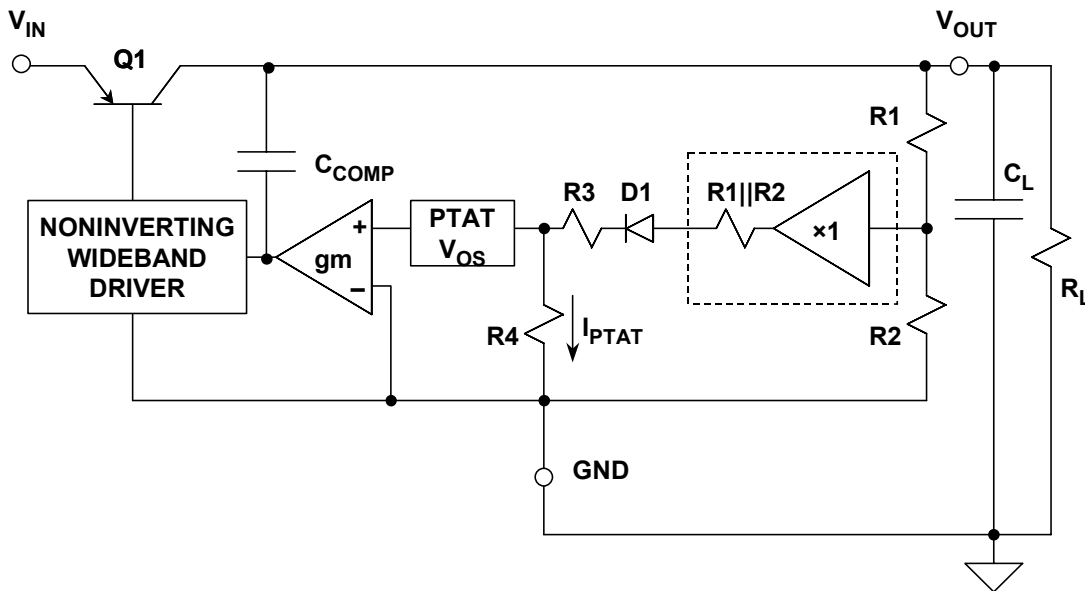 V_IN
Q1
V_OUT
R1
C_COMP
R3
D1
R1||R2
×1
C_L
R_L
NONINVERTING
WIDEBAND
DRIVER
gm
+
−
PTAT
V_OS
R4
I_PTAT
R2
GND